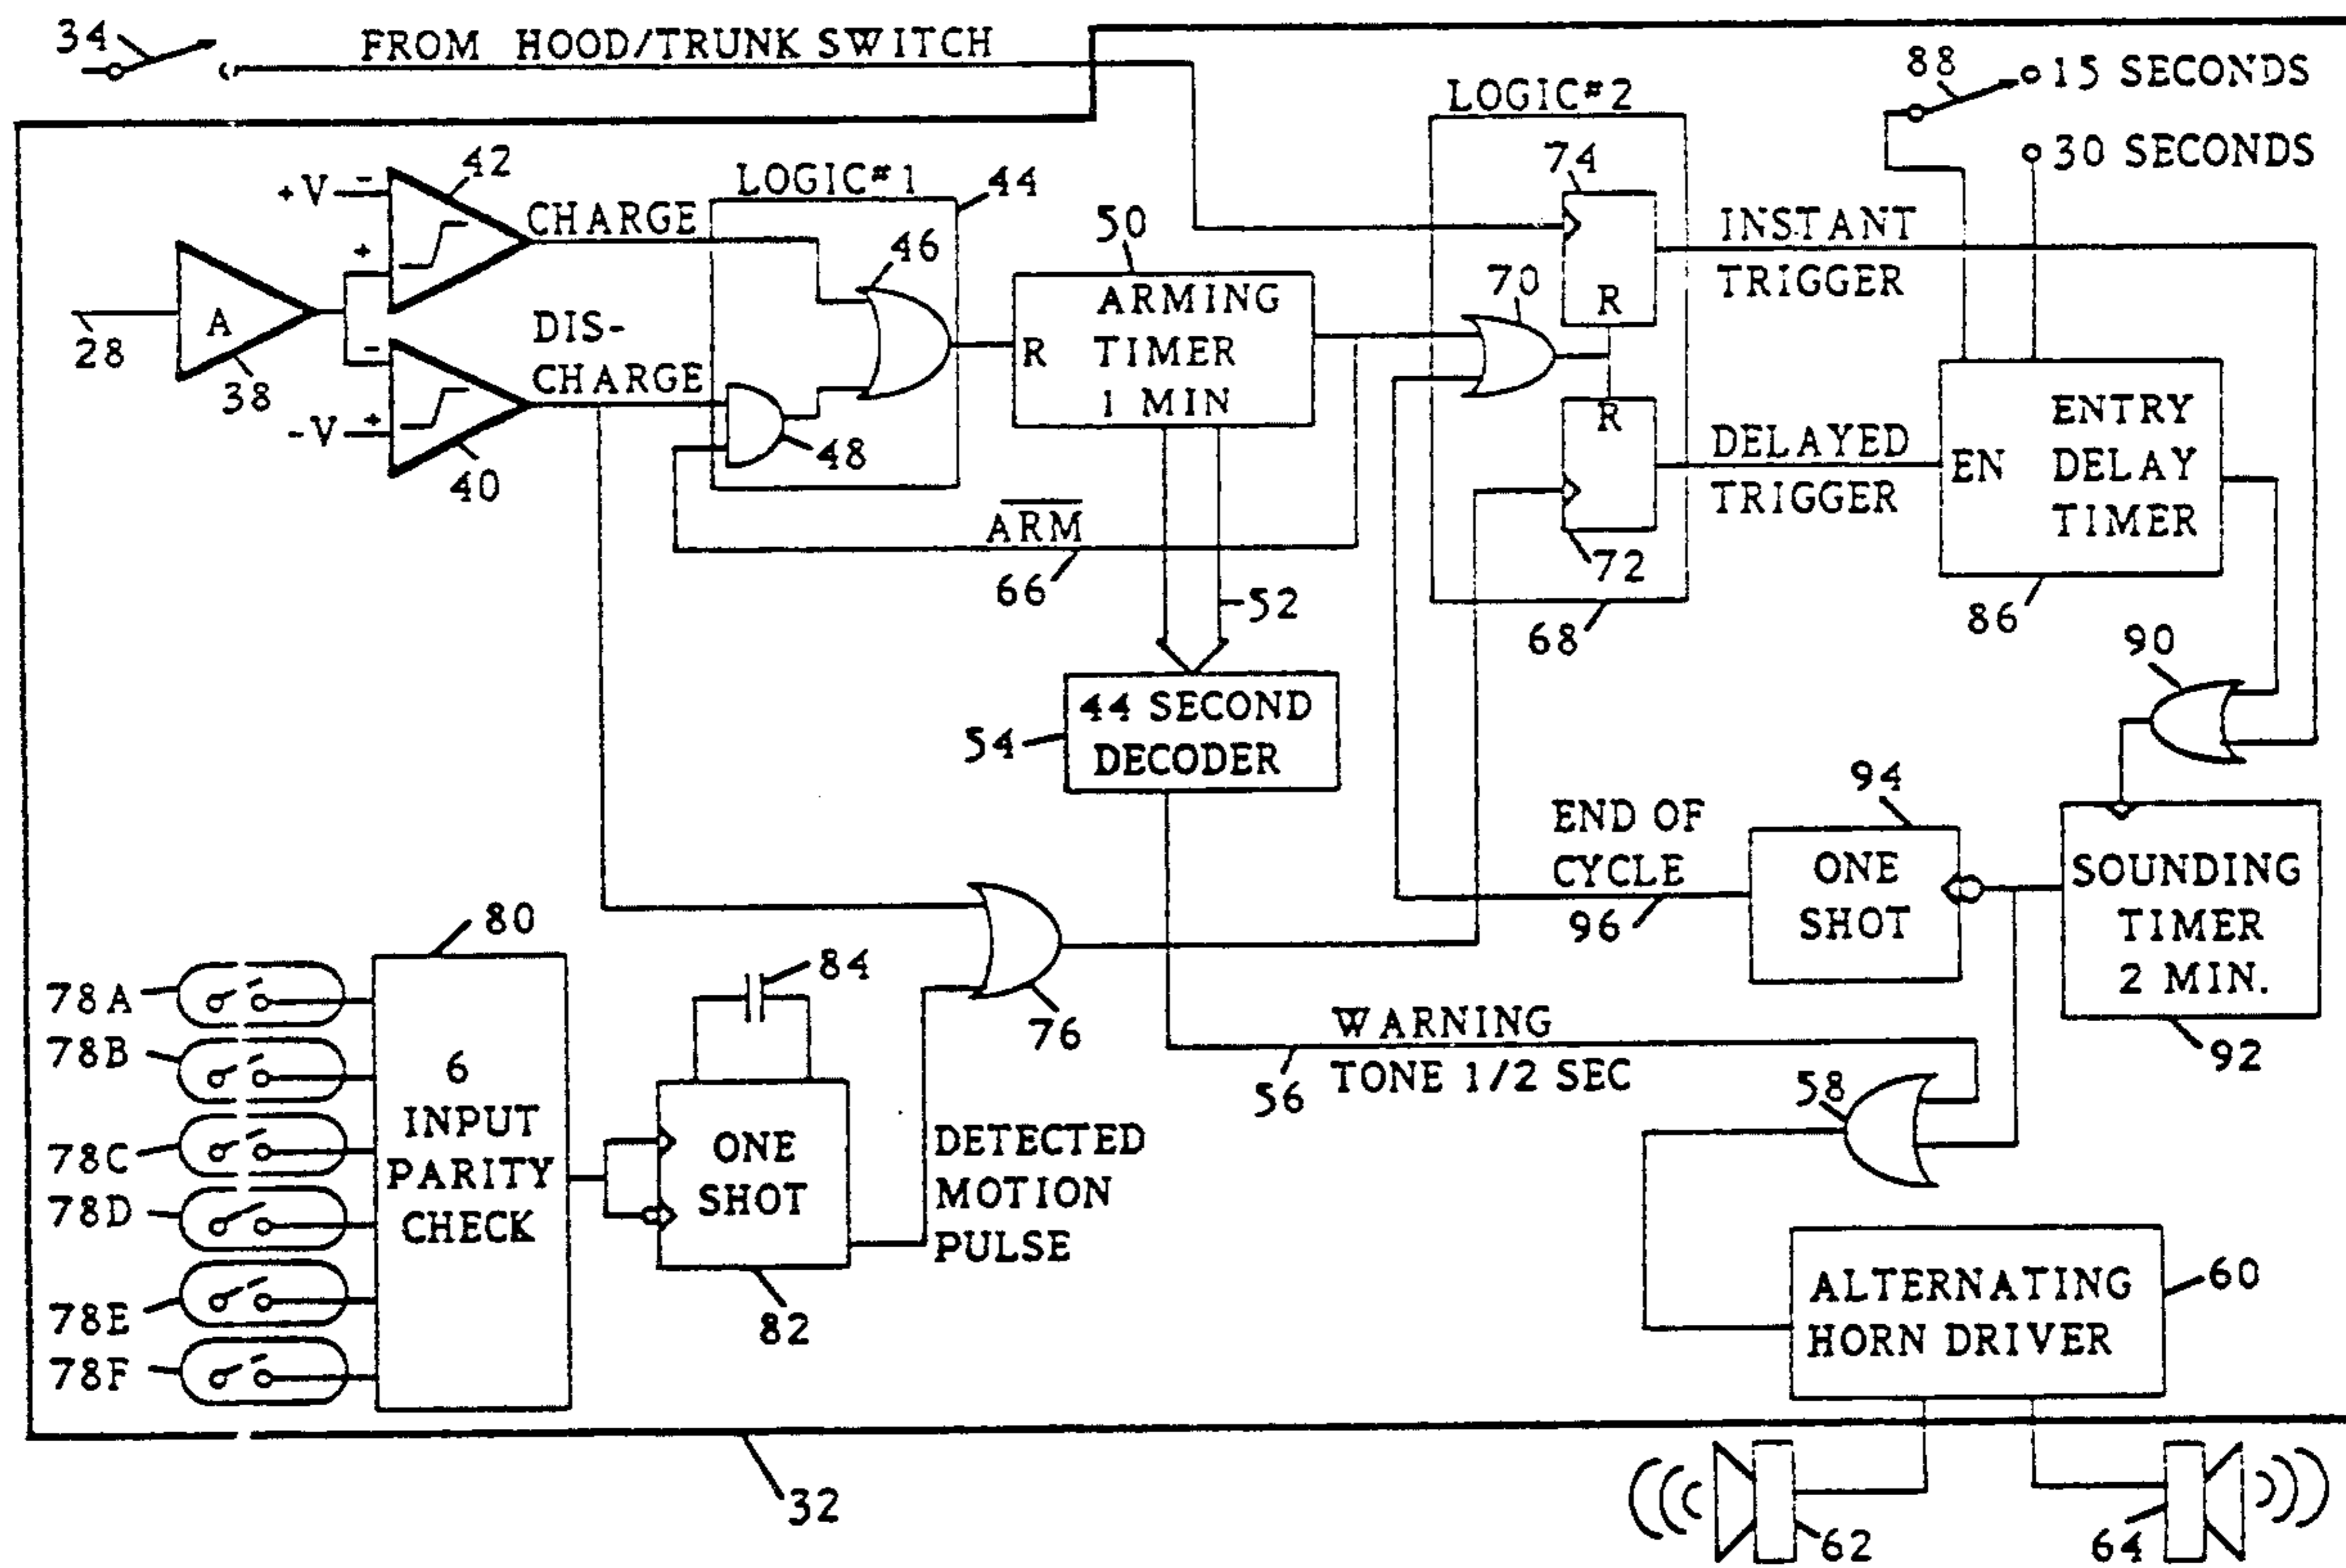 34
FROM HOOD/TRUNK SWITCH
88
15 SECONDS
30 SECONDS
LOGIC#2
74
42
+V
-
+
CHARGE
LOGIC#1
44
46
50
ARMING
TIMER
1 MIN
R
70
R
INSTANT
TRIGGER
28
A
38
DIS-
CHARGE
-
+
-V
40
48
R
DELAYED
TRIGGER
72
68
EN
ENTRY
DELAY
TIMER
86
ARM
66
52
90
54
44 SECOND
DECODER
94
END OF
CYCLE
96
ONE
SHOT
SOUNDING
TIMER
2 MIN.
92
80
84
76
78A
78B
78C
78D
78E
78F
6
INPUT
PARITY
CHECK
ONE
SHOT
82
DETECTED
MOTION
PULSE
WARNING
TONE 1/2 SEC
56
58
ALTERNATING
HORN DRIVER
60
32
62
64